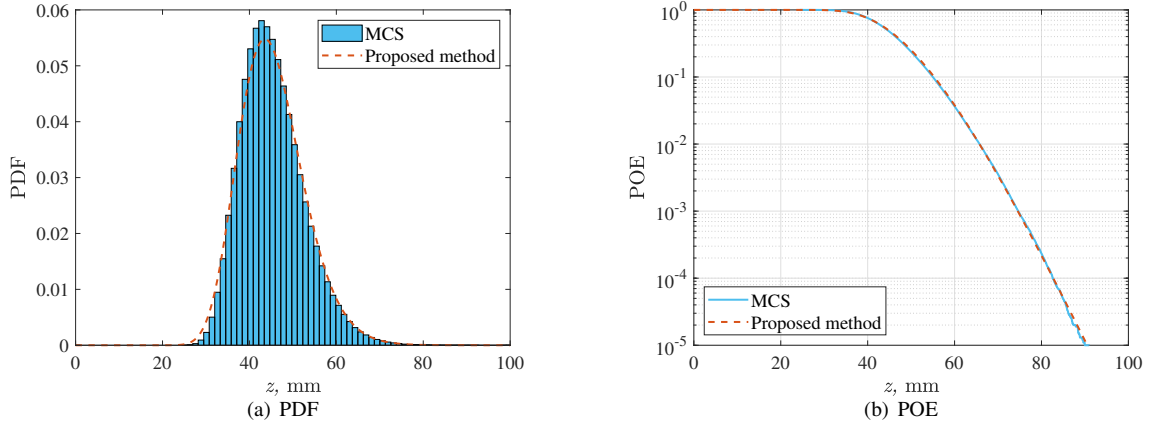 0.06
0.05
0.04
0.03
0.02
0.01
0
PDF
0 20 40 60 80 100
z, mm
MCS
Proposed method
(a) PDF
10^0
10^-1
10^-2
10^-3
10^-4
10^-5
POE
0 20 40 60 80 100
z, mm
MCS
Proposed method
(b) POE